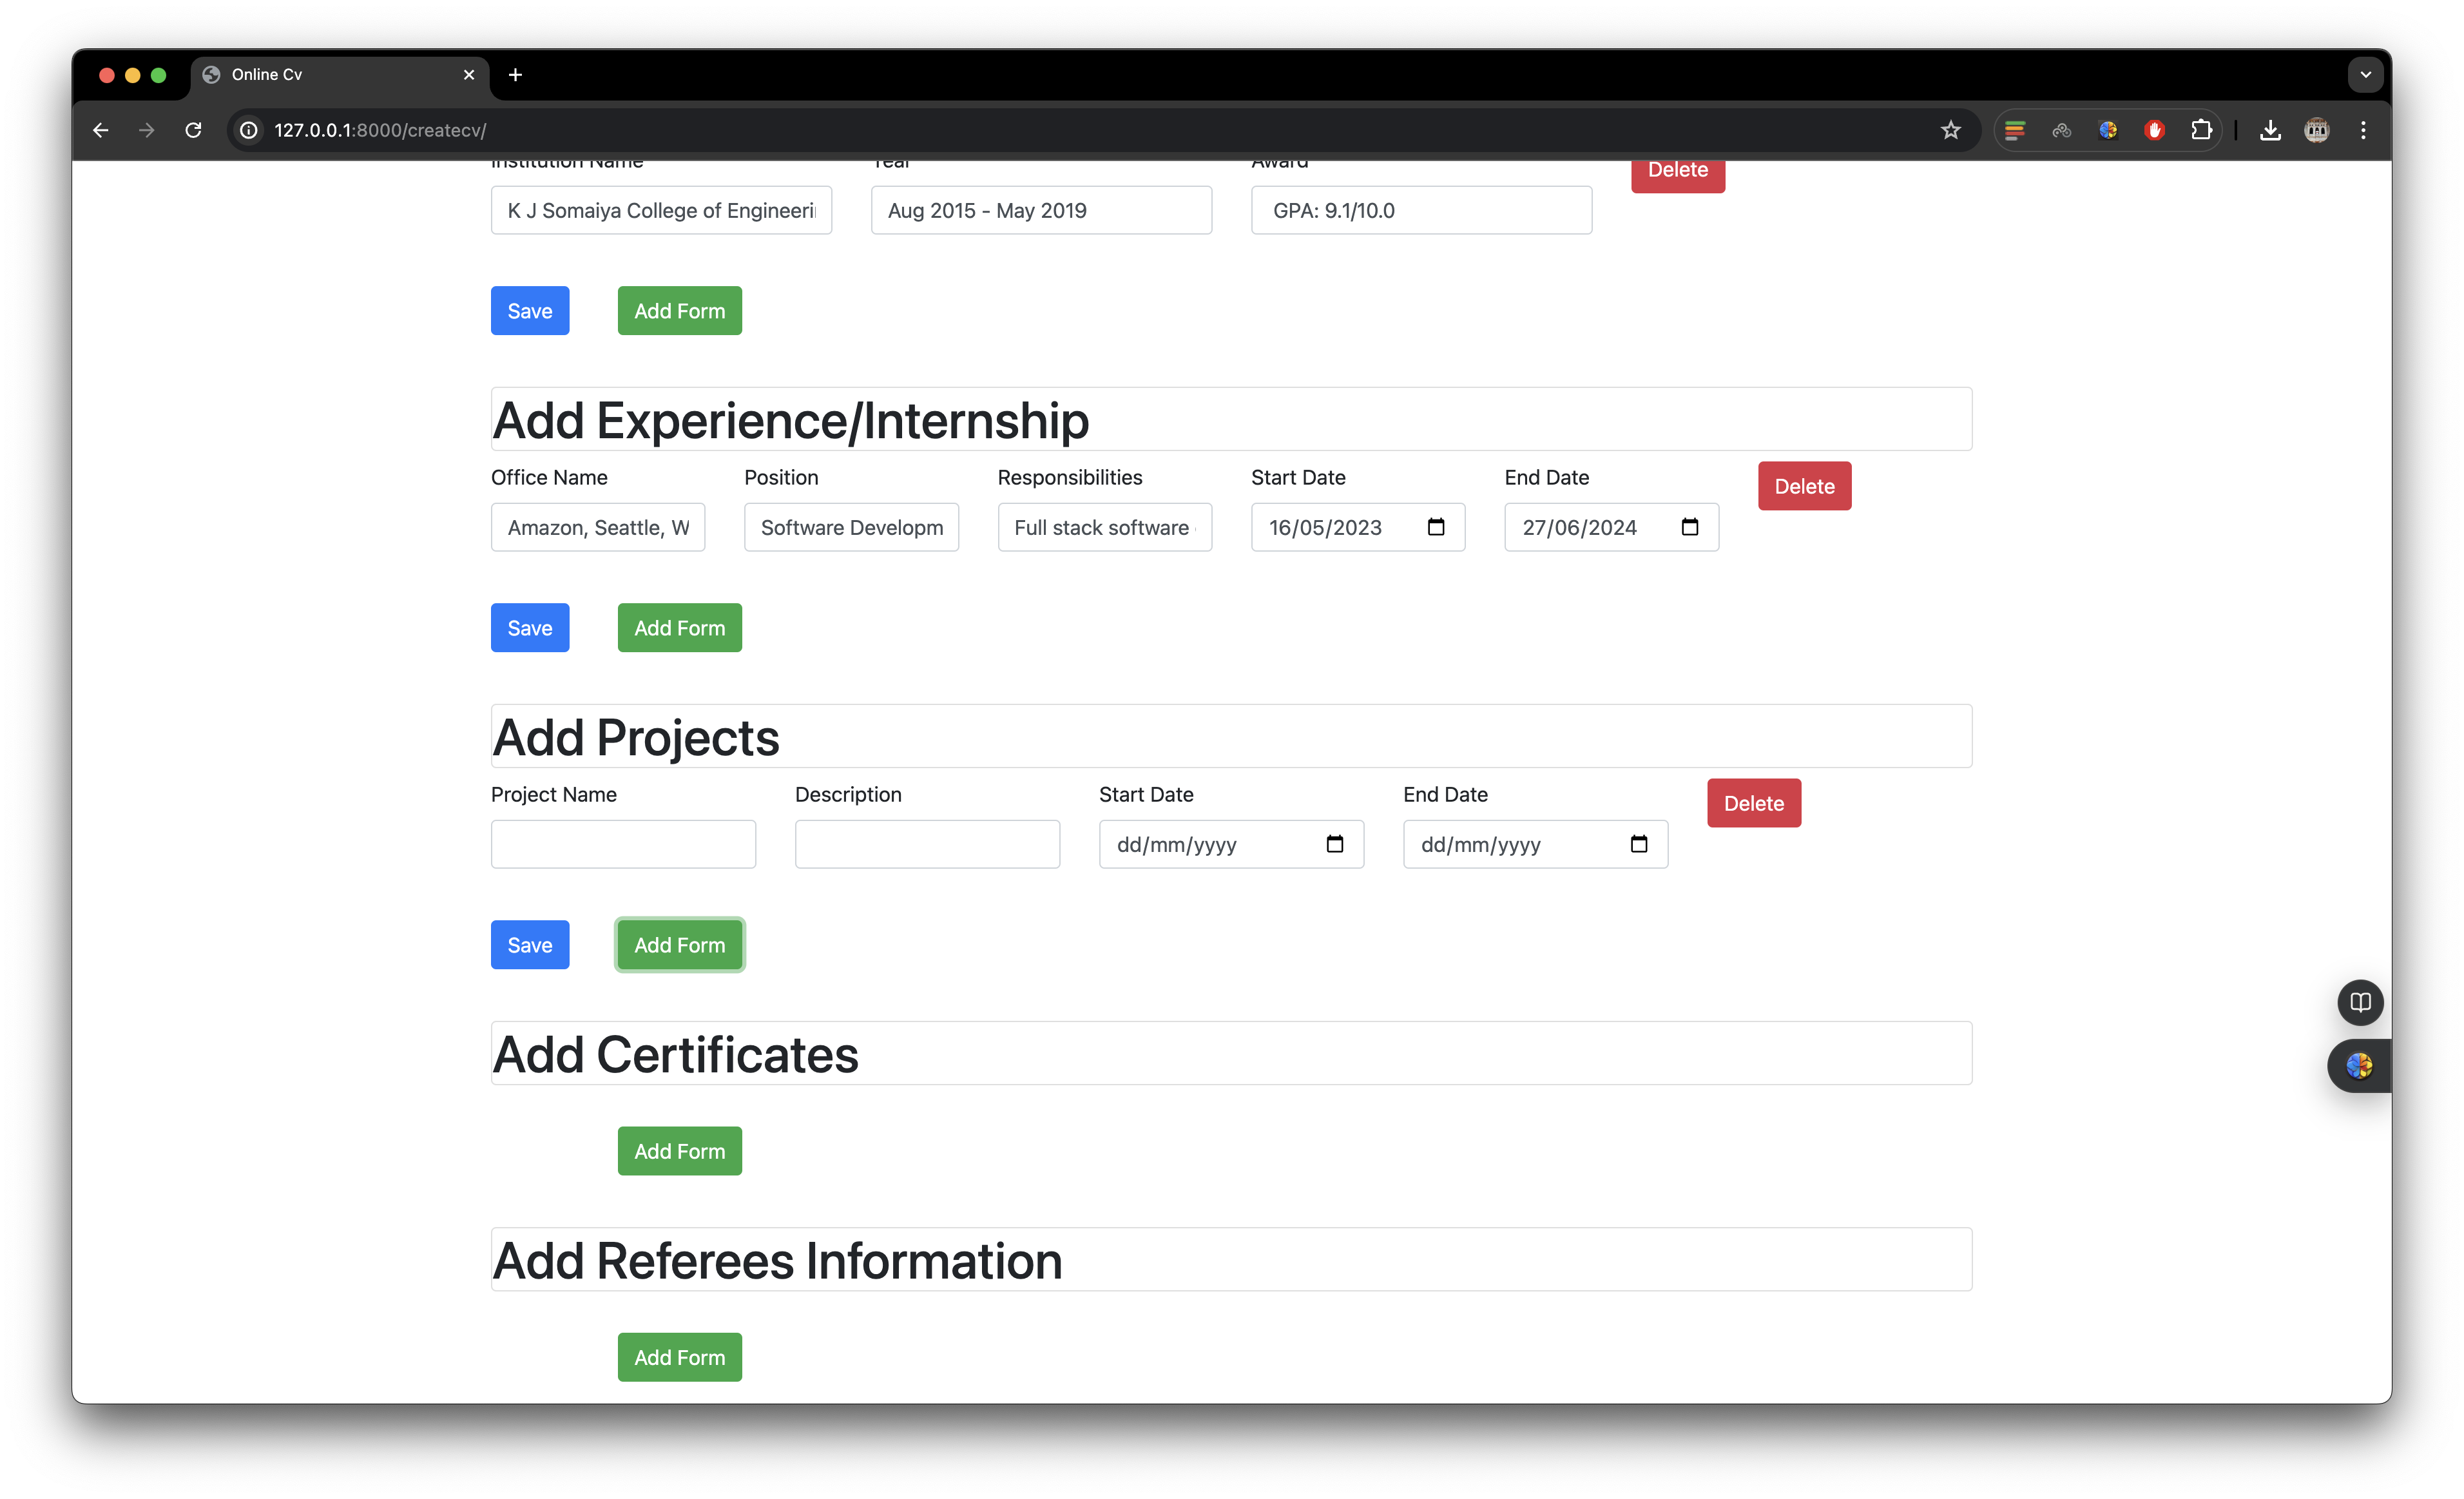 Online Cv
127.0.0.1:8000/createcv/
Institution Name Year Award Delete
K J Somaiya College of Engineeri Aug 2015 - May 2019 GPA: 9.1/10.0
Save Add Form
Add Experience/Internship
Office Name Position Responsibilities Start Date End Date Delete
Amazon, Seattle, W Software Developm Full stack software 16/05/2023 27/06/2024
Save Add Form
Add Projects
Project Name Description Start Date End Date Delete
dd/mm/yyyy dd/mm/yyyy
Save Add Form
Add Certificates
Add Form
Add Referees Information
Add Form